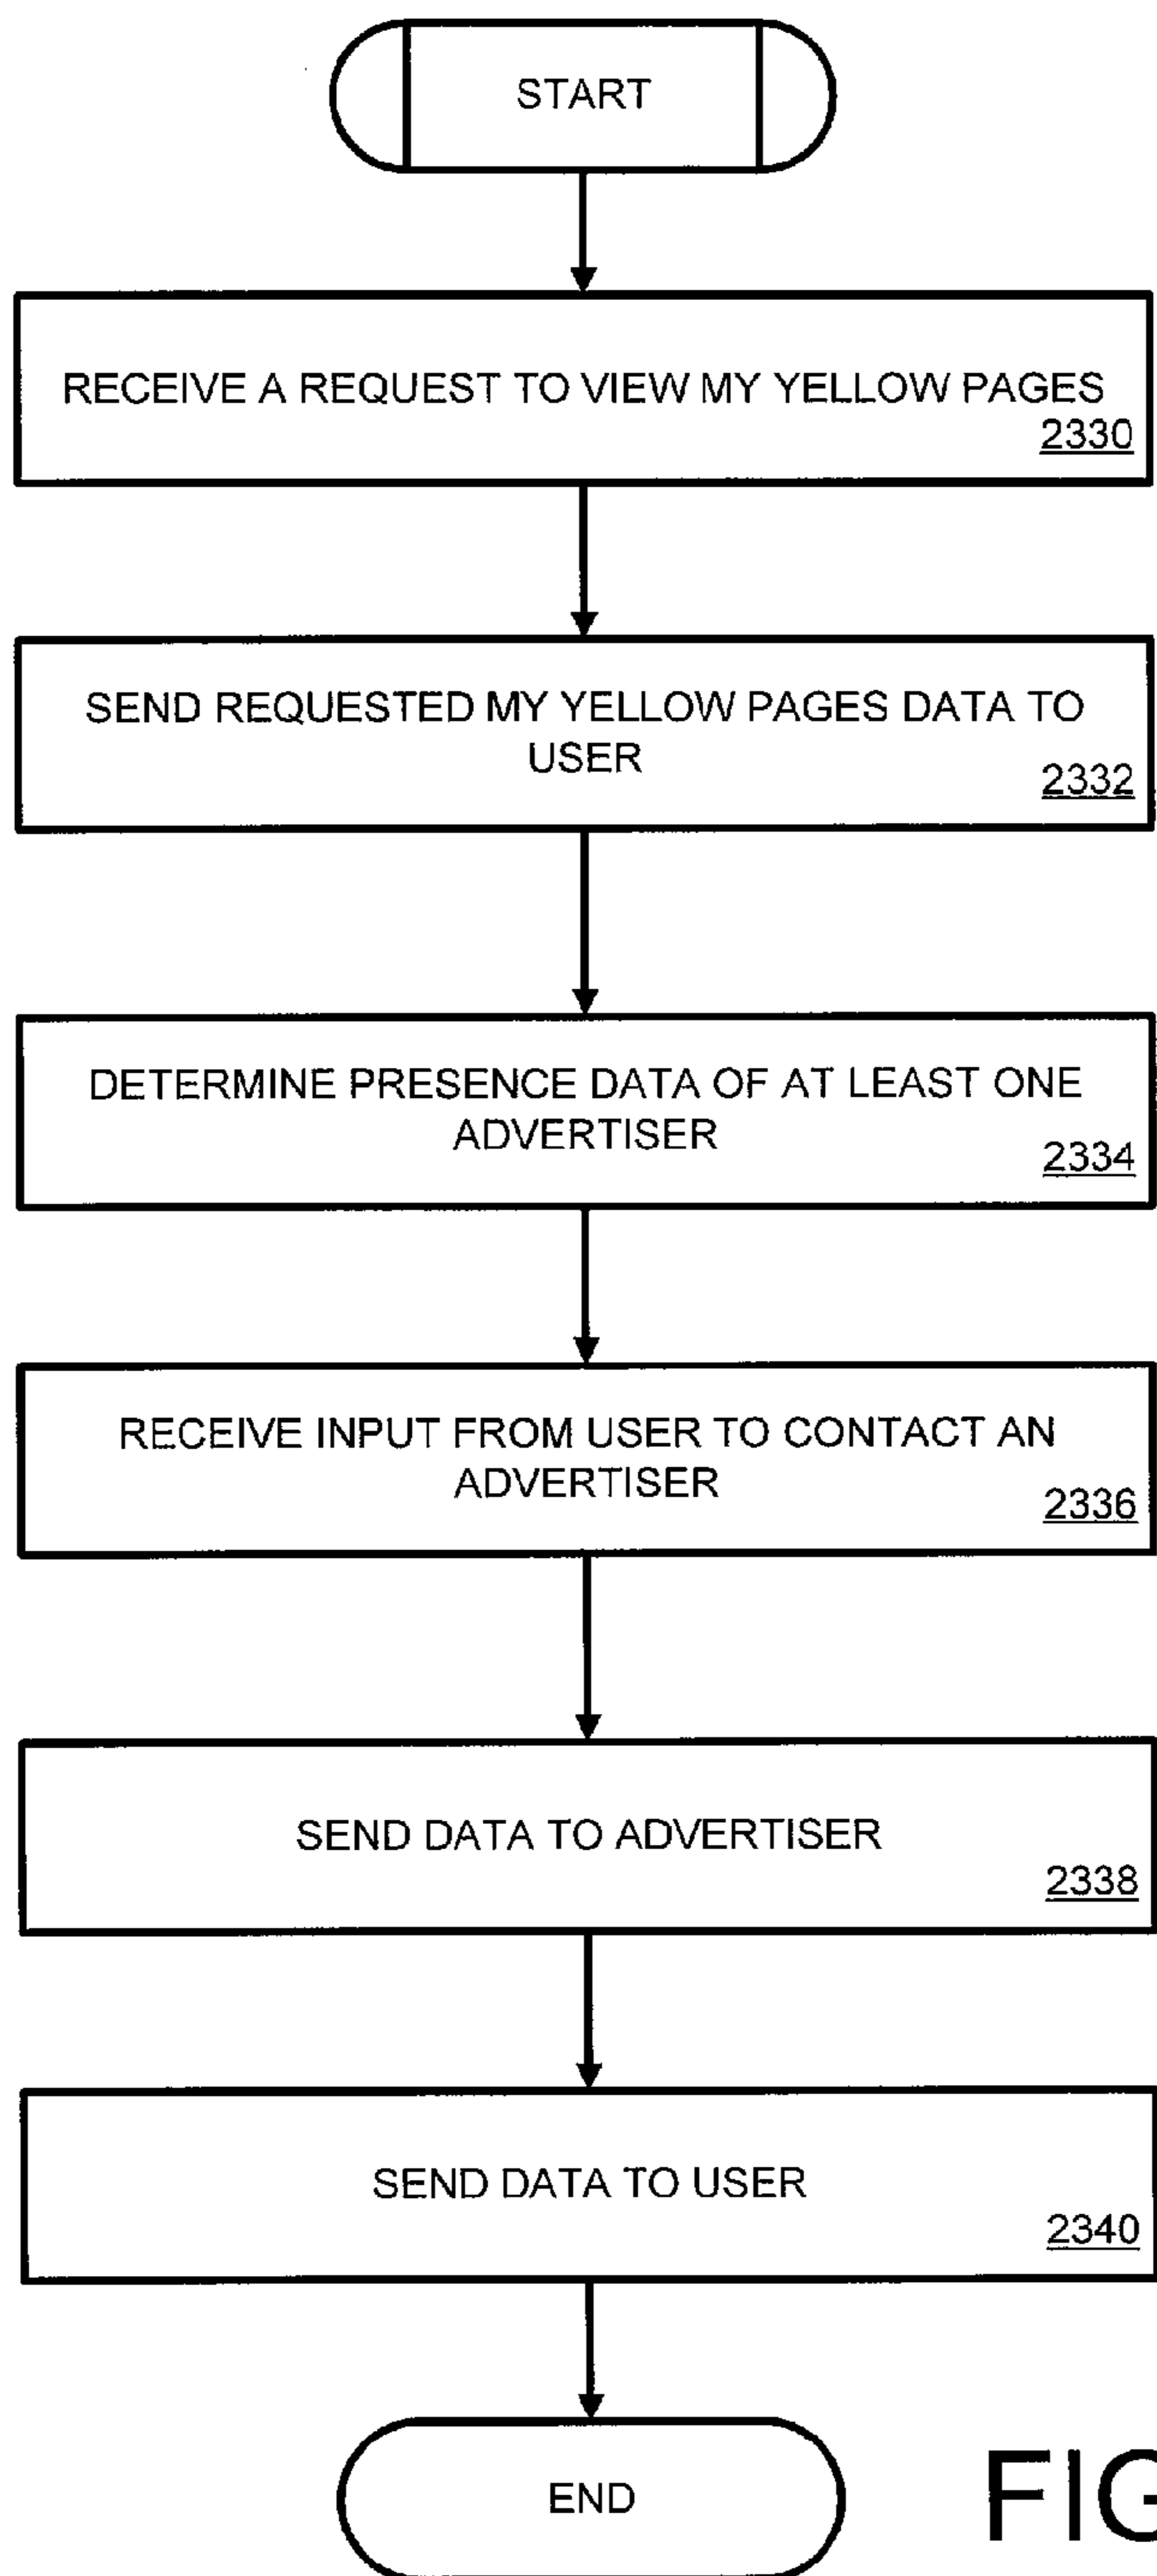 START
RECEIVE A REQUEST TO VIEW MY YELLOW PAGES
2330
SEND REQUESTED MY YELLOW PAGES DATA TO
USER
2332
DETERMINE PRESENCE DATA OF AT LEAST ONE
ADVERTISER
2334
RECEIVE INPUT FROM USER TO CONTACT AN
ADVERTISER
2336
SEND DATA TO ADVERTISER
2338
SEND DATA TO USER
2340
END
FIG